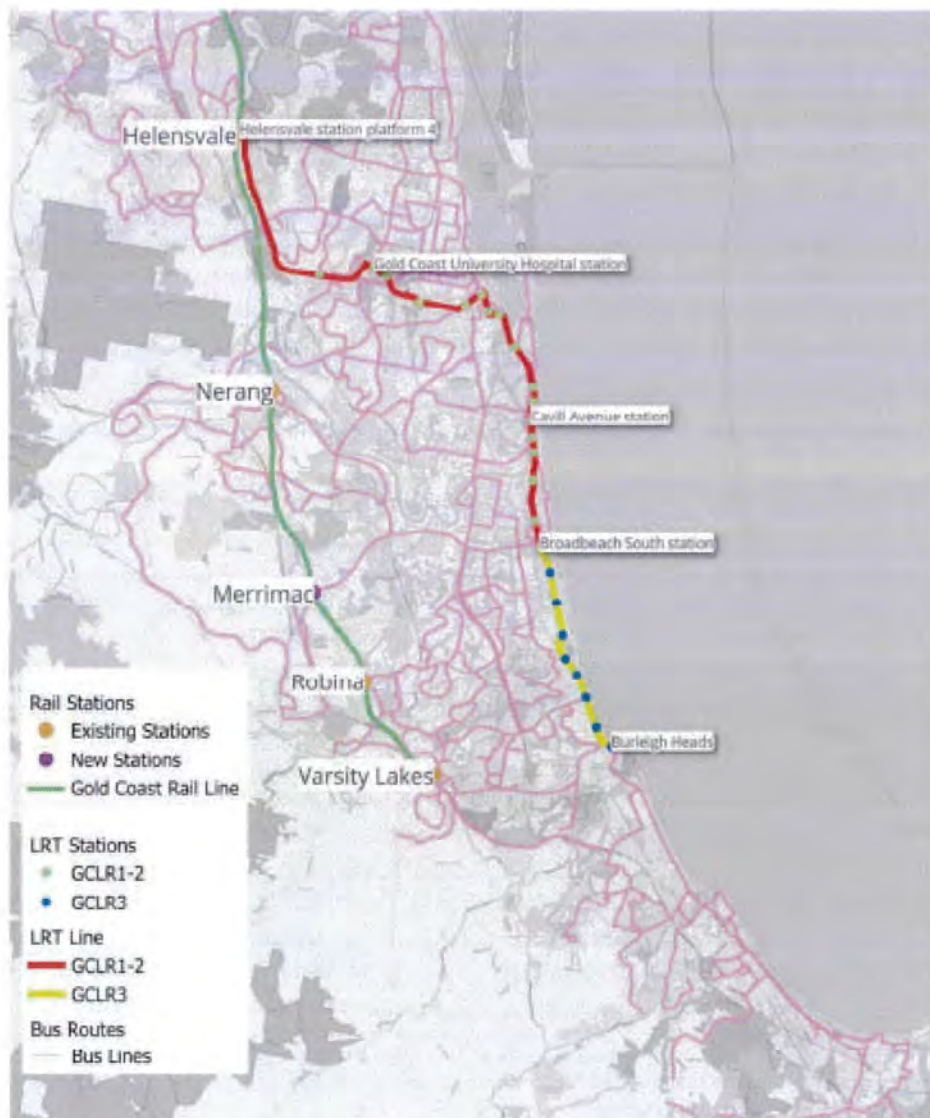 Helensvale
Helensvale station platform 4
Gold Coast University Hospital station
Nerang
Cavill Avenue station
Broadbeach South station
Merrimac
Robina
Burleigh Heads
Varsity Lakes
Rail Stations
Existing Stations
New Stations
Gold Coast Rail Line
LRT Stations
GCLR1-2
GCLR3
LRT Line
GCLR1-2
GCLR3
Bus Routes
Bus Lines